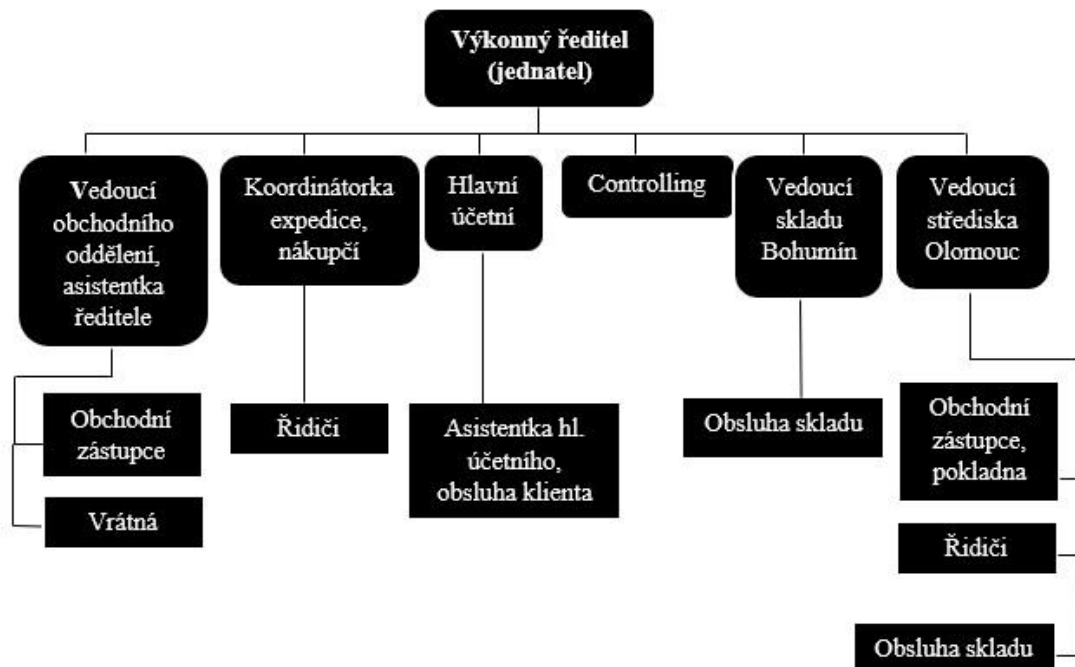 Výkonný ředitel
(jednatel)
Vedoucí
obchodního
oddělení,
asistentka
ředitele
Koordinátorka
expedice,
nákupčí
Hlavní
účetní
Controlling
Vedoucí
skladu
Bohumín
Vedoucí
střediska
Olomouc
Obchodní
zástupce
Vrátná
Řidiči
Asistentka hl.
účetního,
obsluha klienta
Obsluha skladu
Obchodní
zástupce,
pokladna
Řidiči
Obsluha skladu